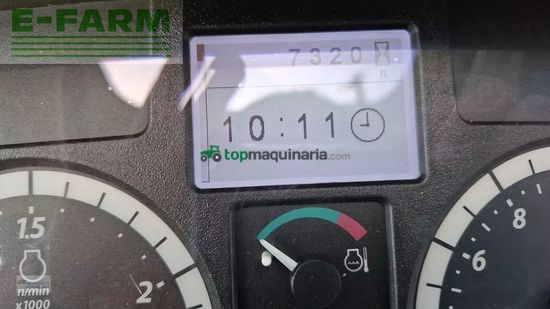 E-FARM
7320
h
10:11
topmaquinaria.com
1.5
n/min
x1000
2
8
6